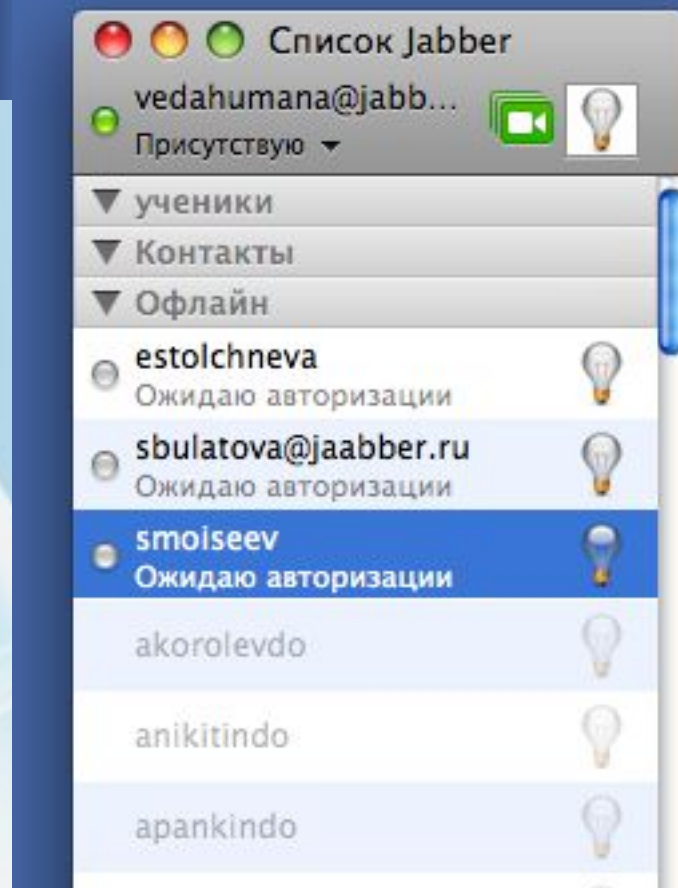 Список Jabber
vedahumana@jabb...
Присутствую
ученики
Контакты
Офлайн
estolchneva
Ожидаю авторизации
sbulatova@jaabber.ru
Ожидаю авторизации
smoiseev
Ожидаю авторизации
akorolevdo
anikitindo
apankindo